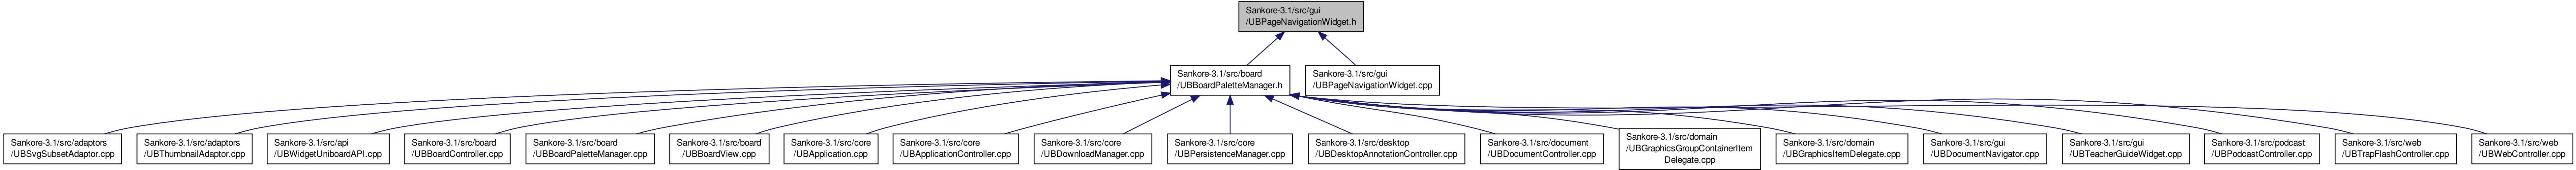 Sankore-3.1/src/gui
/UBPageNavigationWidget.h
Sankore-3.1/src/board
/UBBoardPaletteManager.h
Sankore-3.1/src/gui
/UBPageNavigationWidget.cpp
Sankore-3.1/src/adaptors
/UBSvgSubsetAdaptor.cpp
Sankore-3.1/src/adaptors
/UBThumbnailAdaptor.cpp
Sankore-3.1/src/api
/UBWidgetUniboardAPI.cpp
Sankore-3.1/src/board
/UBBoardController.cpp
Sankore-3.1/src/board
/UBBoardPaletteManager.cpp
Sankore-3.1/src/board
/UBBoardView.cpp
Sankore-3.1/src/core
/UBApplication.cpp
Sankore-3.1/src/core
/UBApplicationController.cpp
Sankore-3.1/src/core
/UBDownloadManager.cpp
Sankore-3.1/src/core
/UBPersistenceManager.cpp
Sankore-3.1/src/desktop
/UBDesktopAnnotationController.cpp
Sankore-3.1/src/document
/UBDocumentController.cpp
Sankore-3.1/src/domain
/UBGraphicsGroupContainerItem
Delegate.cpp
Sankore-3.1/src/domain
/UBGraphicsItemDelegate.cpp
Sankore-3.1/src/gui
/UBDocumentNavigator.cpp
Sankore-3.1/src/gui
/UBTeacherGuideWidget.cpp
Sankore-3.1/src/podcast
/UBPodcastController.cpp
Sankore-3.1/src/web
/UBTrapFlashController.cpp
Sankore-3.1/src/web
/UBWebController.cpp